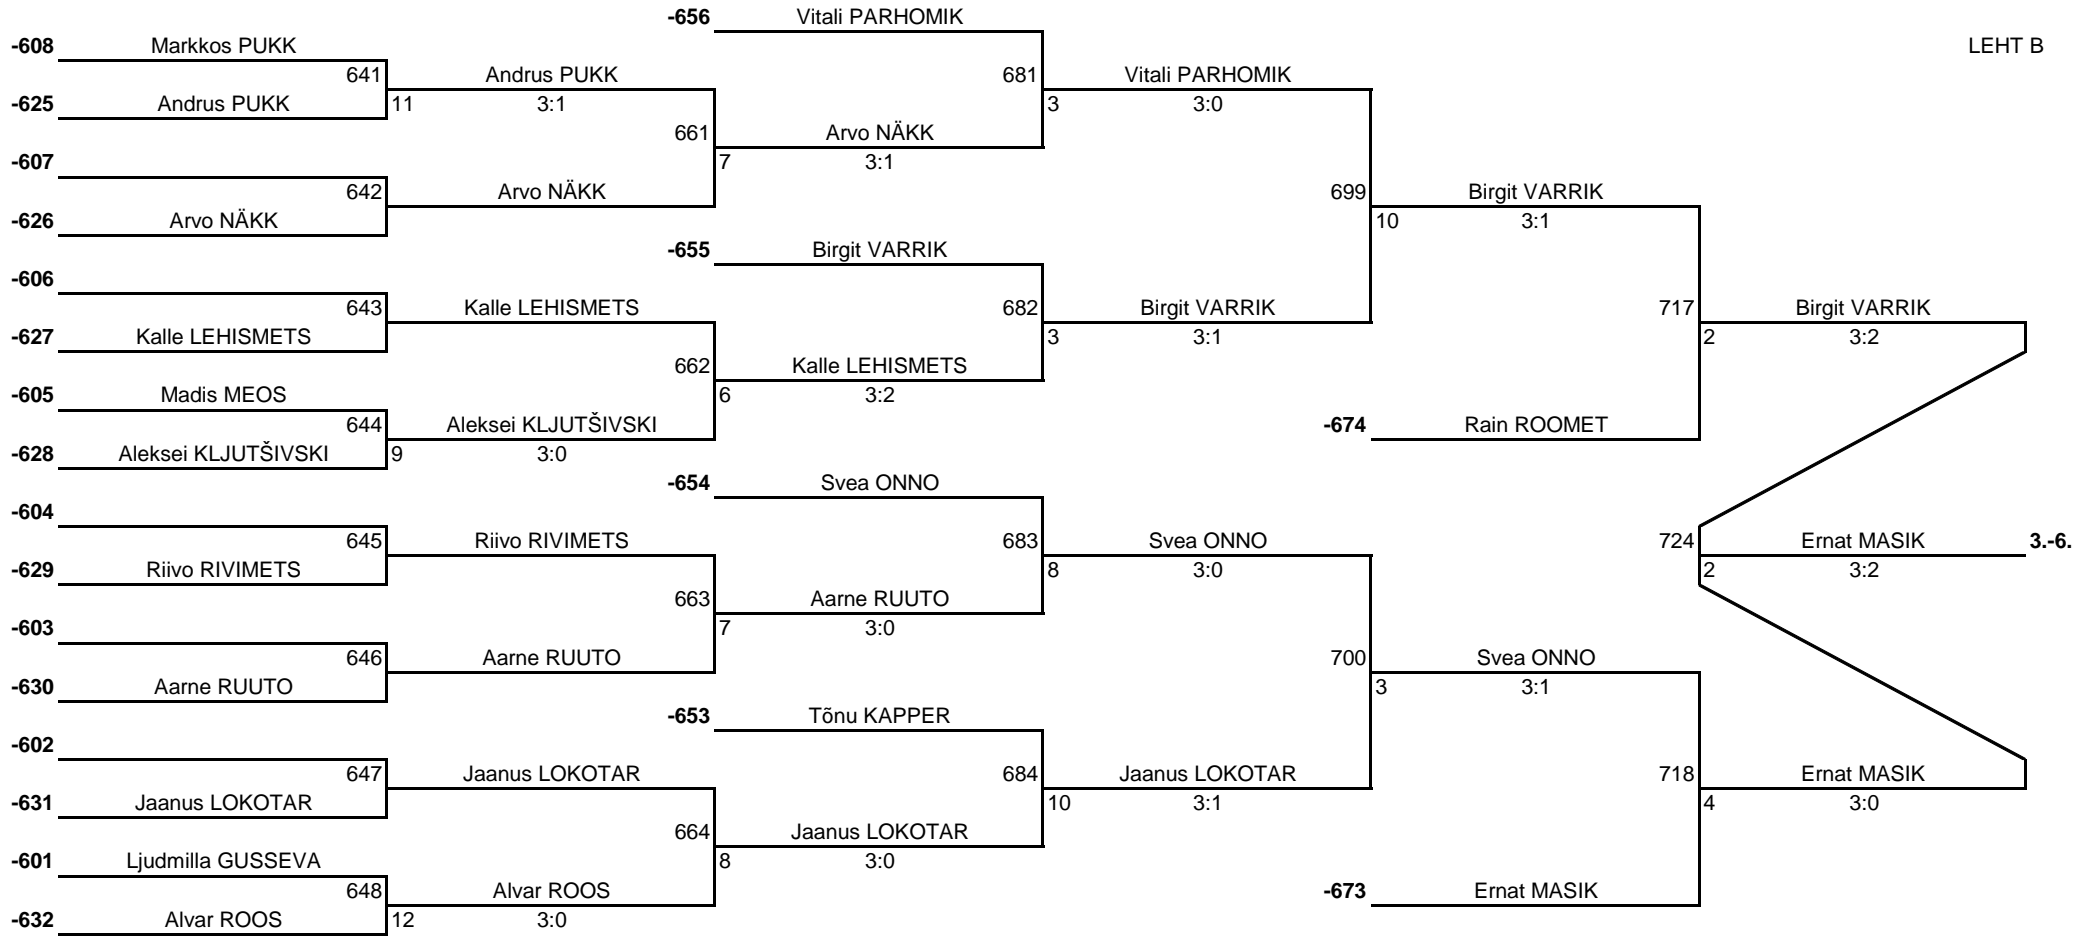 -656 Vitali PARHOMIK
-608 Markkos PUKK LEHT B
641 Andrus PUKK 681 Vitali PARHOMIK
-625 Andrus PUKK 11 3:1 3 3:0
661 Arvo NÄKK
-607 7 3:1
642 Arvo NÄKK 699 Birgit VARRIK
-626 Arvo NÄKK 10 3:1
-655 Birgit VARRIK
-606
643 Kalle LEHISMETS 682 Birgit VARRIK 717 Birgit VARRIK
-627 Kalle LEHISMETS 3 3:1 2 3:2
662 Kalle LEHISMETS
-605 Madis MEOS 6 3:2
644 Aleksei KLJUTŠIVSKI -674 Rain ROOMET
-628 Aleksei KLJUTŠIVSKI 9 3:0
-654 Svea ONNO
-604
645 Riivo RIVIMETS 683 Svea ONNO 724 Ernat MASIK 3.-6.
-629 Riivo RIVIMETS 8 3:0 2 3:2
663 Aarne RUUTO
-603 7 3:0
646 Aarne RUUTO 700 Svea ONNO
-630 Aarne RUUTO 3 3:1
-653 Tõnu KAPPER
-602
647 Jaanus LOKOTAR 684 Jaanus LOKOTAR 718 Ernat MASIK
-631 Jaanus LOKOTAR 10 3:1 4 3:0
664 Jaanus LOKOTAR
-601 Ljudmilla GUSSEVA 8 3:0
648 Alvar ROOS -673 Ernat MASIK
-632 Alvar ROOS 12 3:0